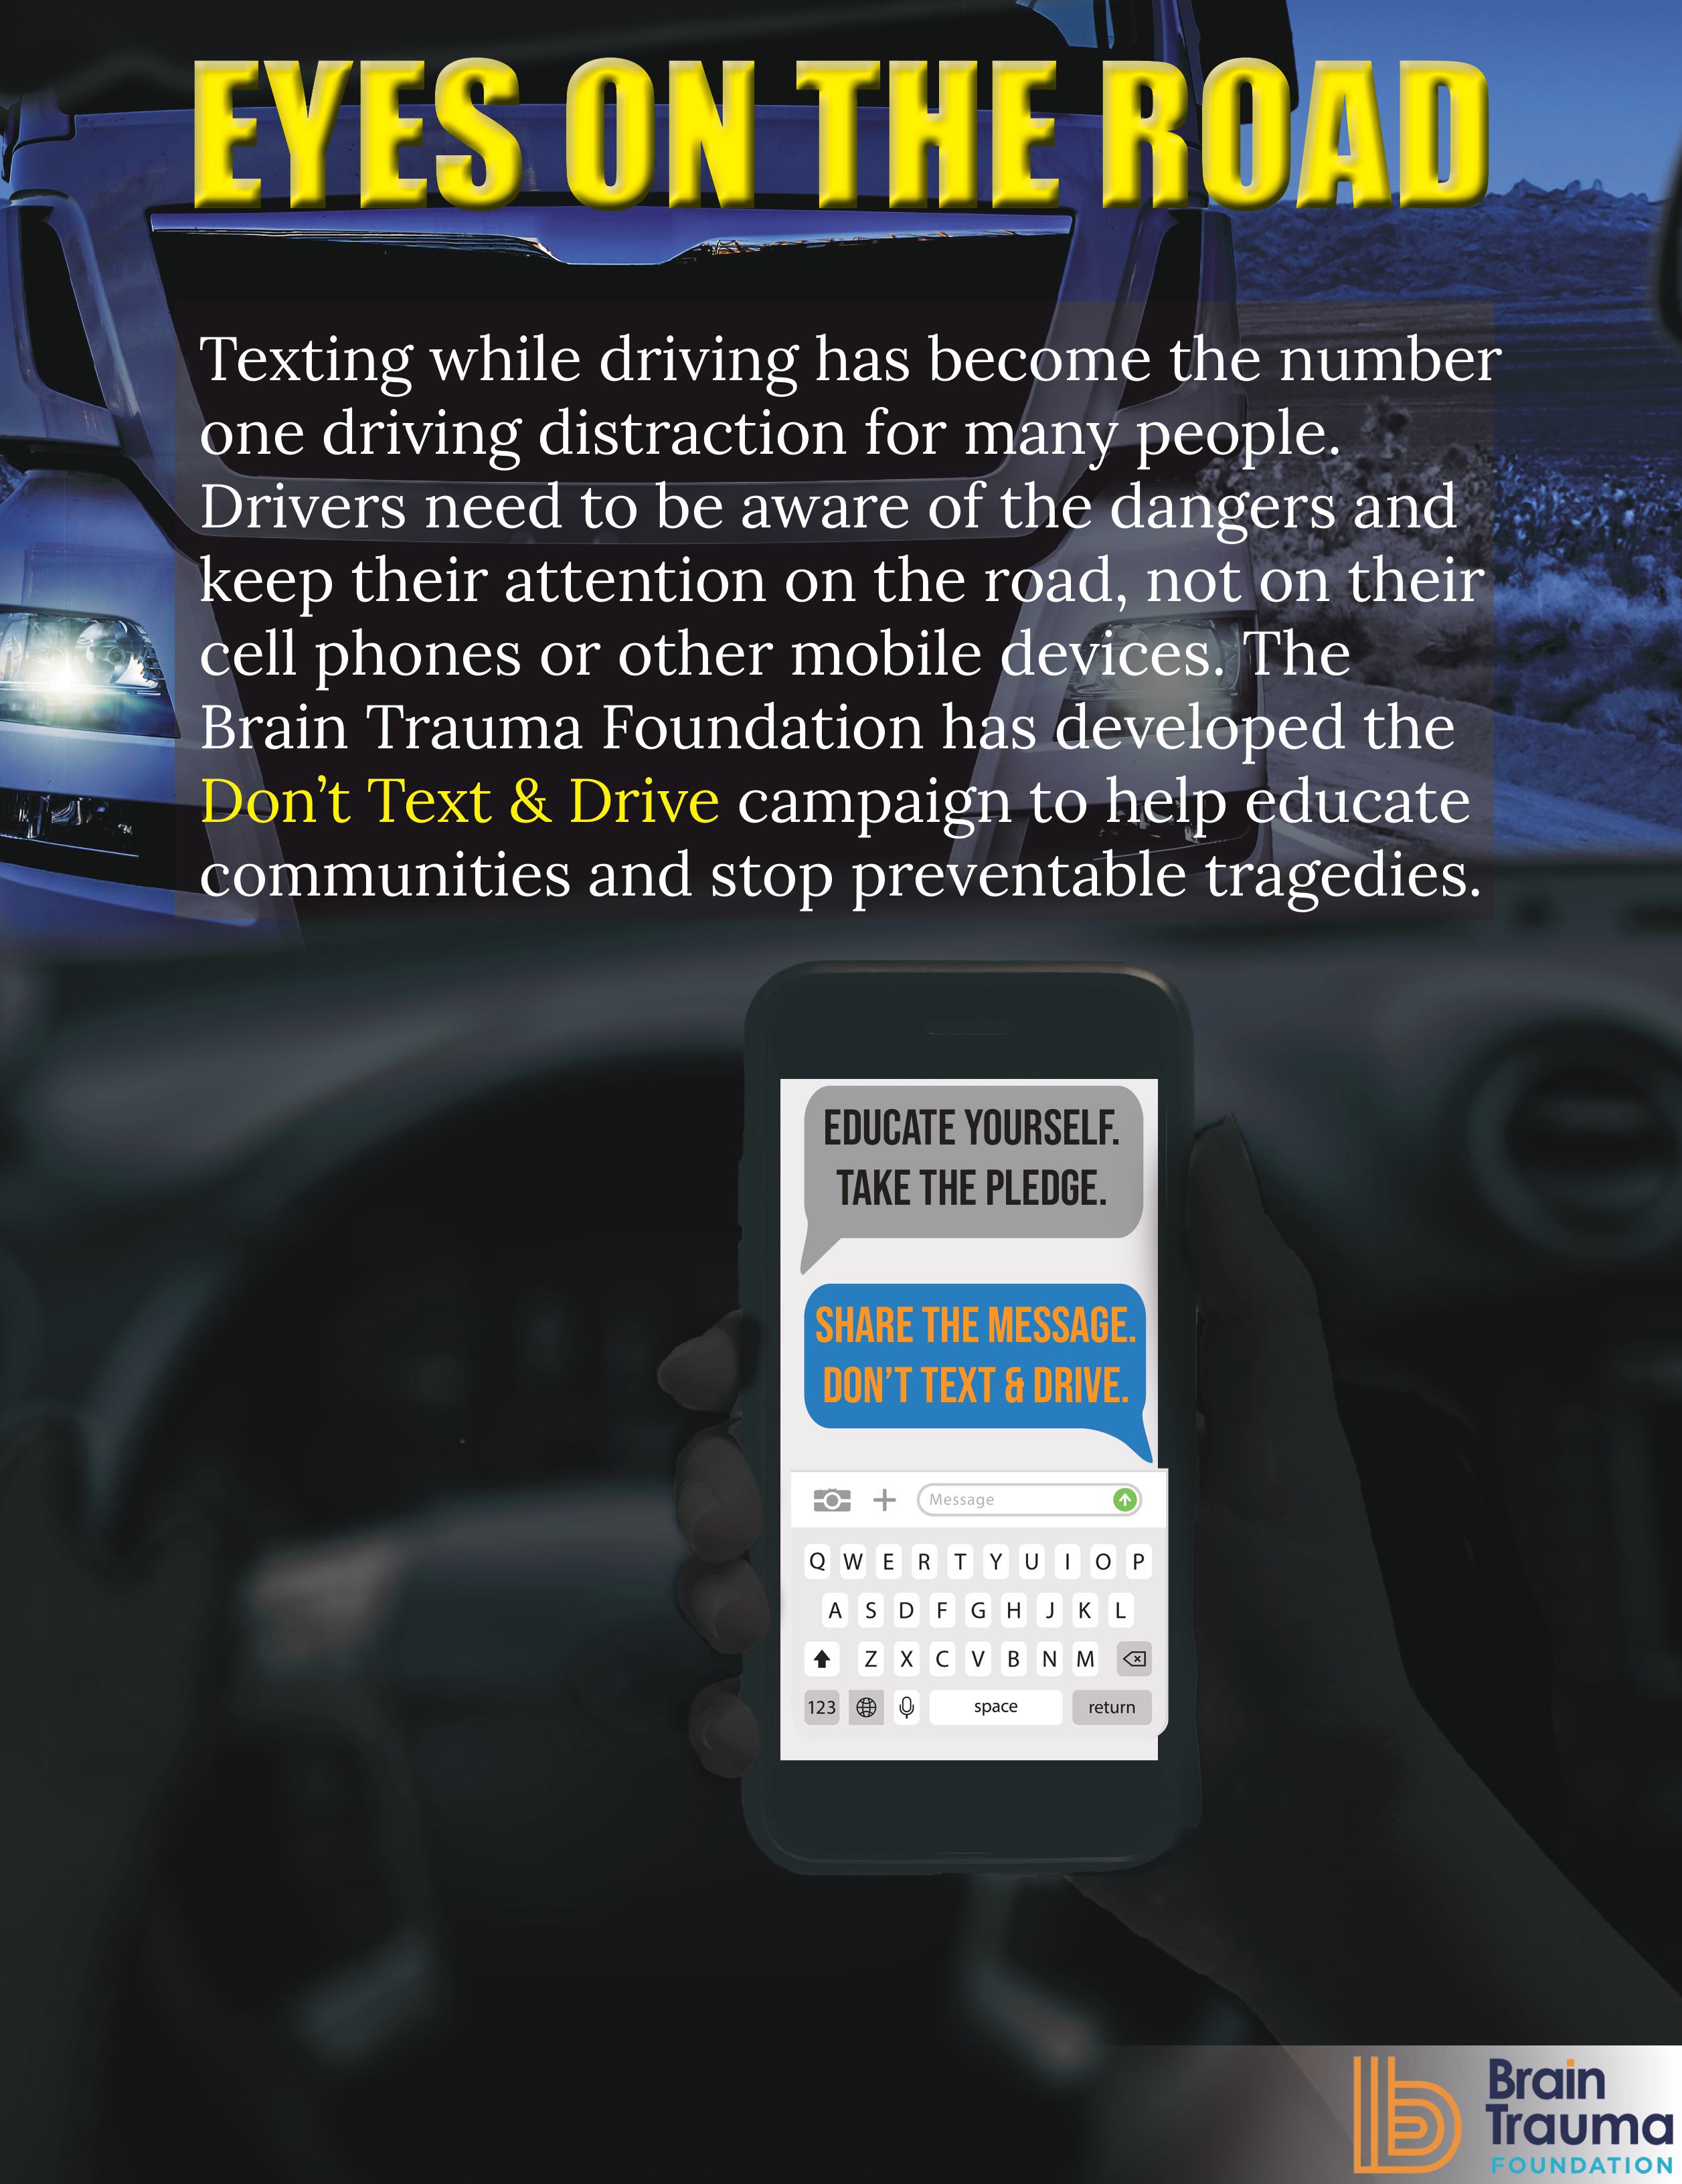 EYES ON THE ROAD
Texting while driving has become the number
one driving distraction for many people.
Drivers need to be aware of the dangers and
keep their attention on the road, not on their
cell phones or other mobile devices. The
Brain Trauma Foundation has developed the
Don’t Text & Drive campaign to help educate
communities and stop preventable tragedies.
EDUCATE YOURSELF.
TAKE THE PLEDGE.
SHARE THE MESSAGE.
DON’T TEXT & DRIVE.
Message
Q W E R T Y U I O P
A S D F G H J K L
Z X C V B N M
123 space return
Brain
Trauma
FOUNDATION